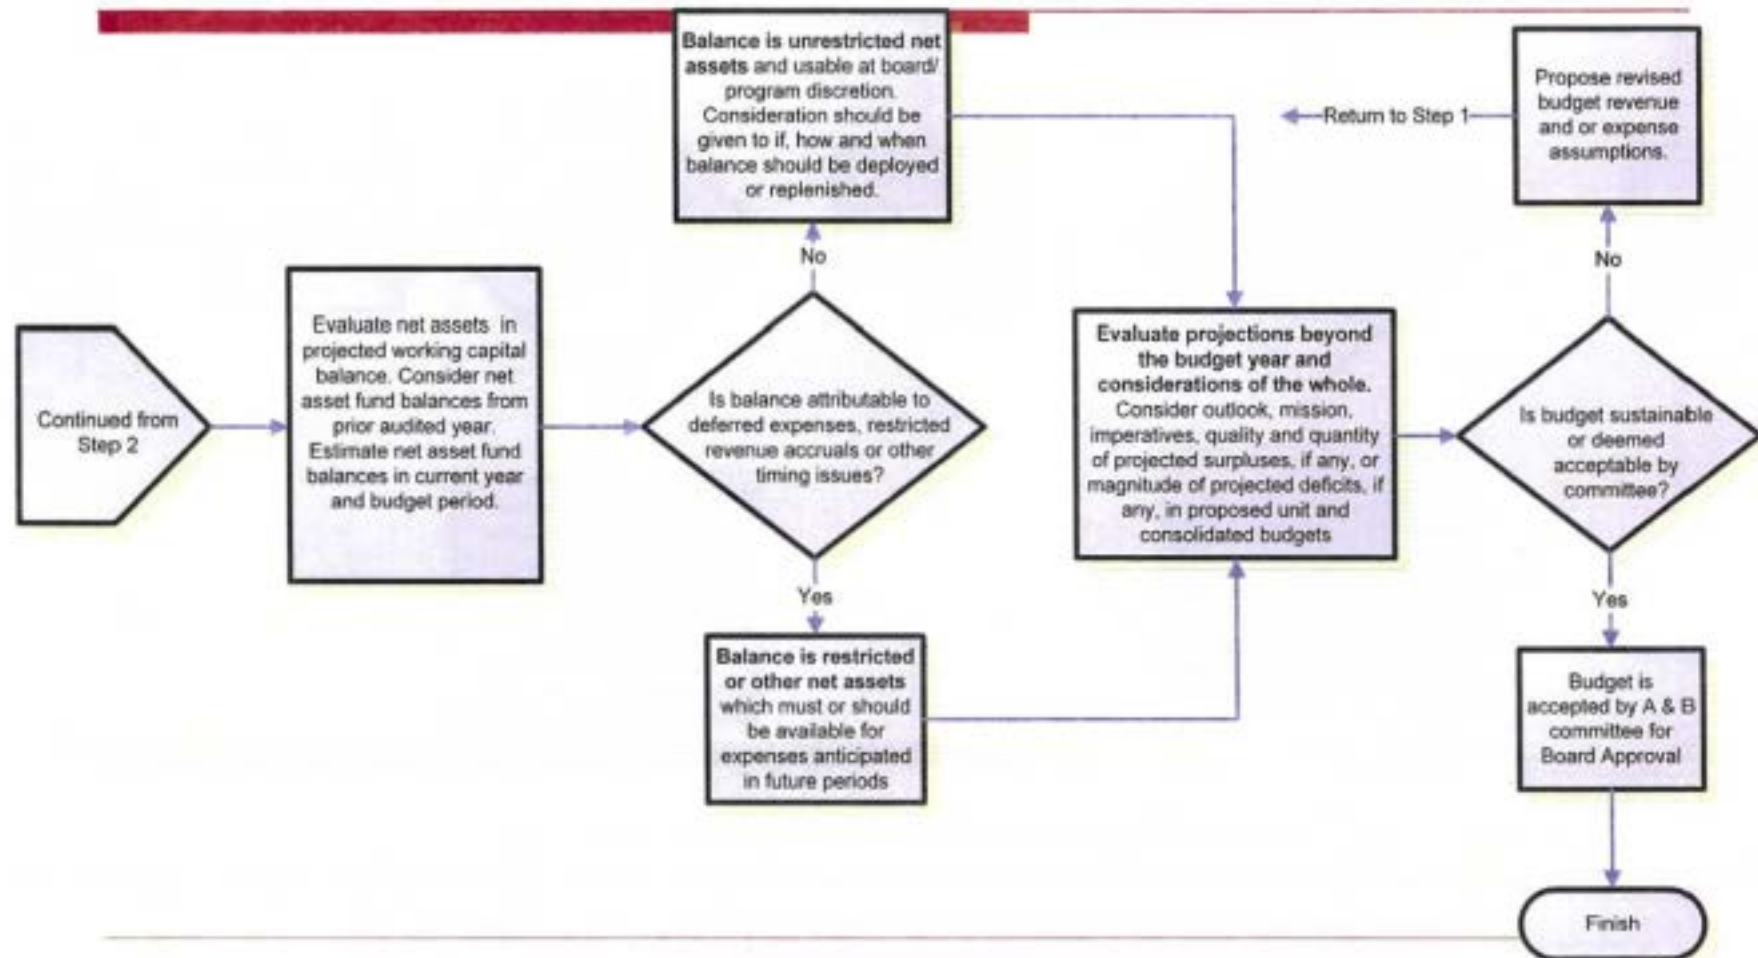 Continued from
Step 2
Evaluate net assets in
projected working capital
balance. Consider net
asset fund balances from
prior audited year.
Estimate net asset fund
balances in current year
and budget period.
Is balance attributable to
deferred expenses, restricted
revenue accruals or other
timing issues?
No
Balance is unrestricted net
assets and usable at board/
program discretion.
Consideration should be
given to if, how and when
balance should be deployed
or replenished.
Yes
Balance is restricted
or other net assets
which must or should
be available for
expenses anticipated
in future periods
Evaluate projections beyond
the budget year and
considerations of the whole.
Consider outlook, mission,
imperatives, quality and quantity
of projected surpluses, if any, or
magnitude of projected deficits, if
any, in proposed unit and
consolidated budgets
Is budget sustainable
or deemed
acceptable by
committee?
No
Propose revised
budget revenue
and or expense
assumptions.
Return to Step 1
Yes
Budget is
accepted by A & B
committee for
Board Approval
Finish